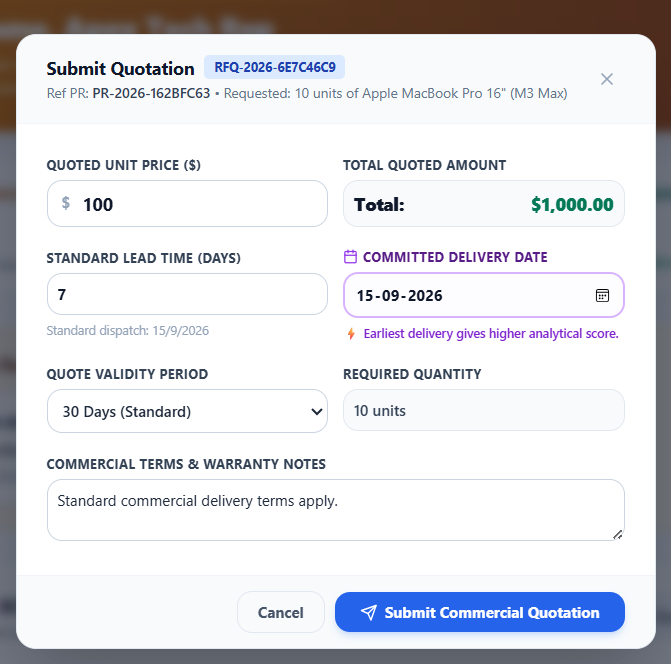 Submit Quotation RFQ-2026-6E7C46C9
Ref PR: PR-2026-162BFC63 • Requested: 10 units of Apple MacBook Pro 16" (M3 Max)
QUOTED UNIT PRICE ($)
$ 100
TOTAL QUOTED AMOUNT
Total: $1,000.00
STANDARD LEAD TIME (DAYS)
7
Standard dispatch: 15/9/2026
COMMITTED DELIVERY DATE
15-09-2026
Earliest delivery gives higher analytical score.
QUOTE VALIDITY PERIOD
30 Days (Standard)
REQUIRED QUANTITY
10 units
COMMERCIAL TERMS & WARRANTY NOTES
Standard commercial delivery terms apply.
Cancel
Submit Commercial Quotation